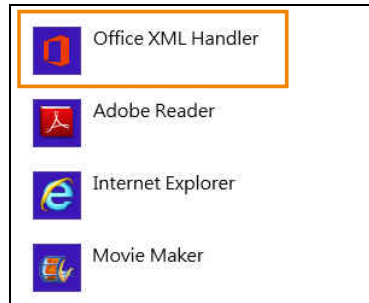 Office XML Handler
Adobe Reader
Internet Explorer
Movie Maker